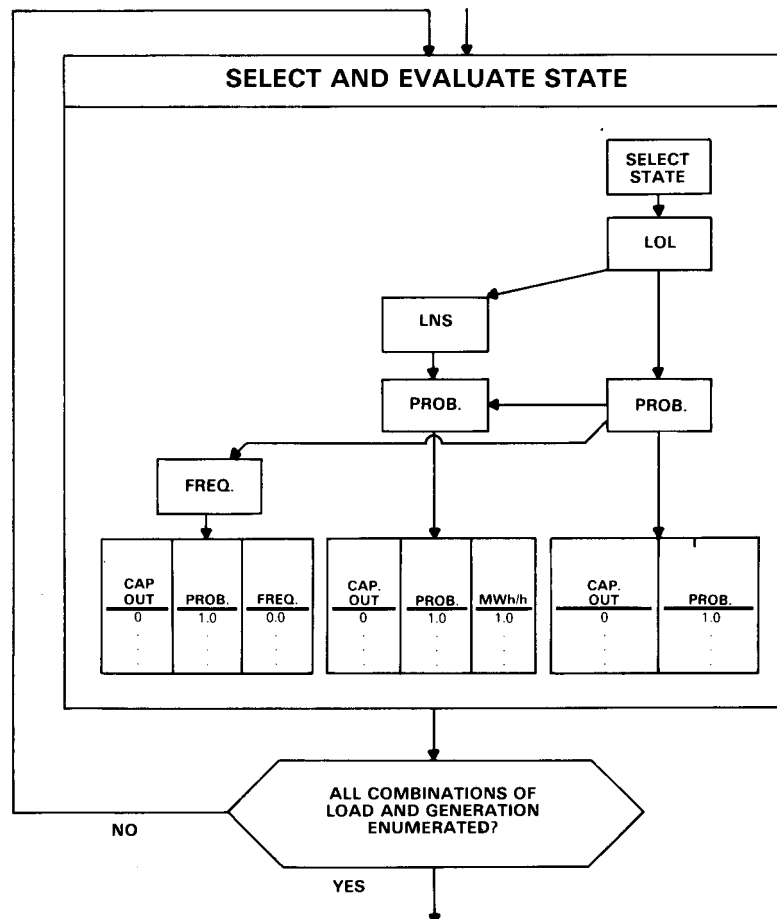 SELECT AND EVALUATE STATE
SELECT
STATE
LOL
LNS
PROB.
PROB.
FREQ.
CAP
OUT
PROB.
FREQ.
0
1.0
0.0
CAP.
OUT
PROB.
MWh/h
0
1.0
1.0
CAP.
OUT
PROB.
0
1.0
ALL COMBINATIONS OF
LOAD AND GENERATION
ENUMERATED?
NO
YES